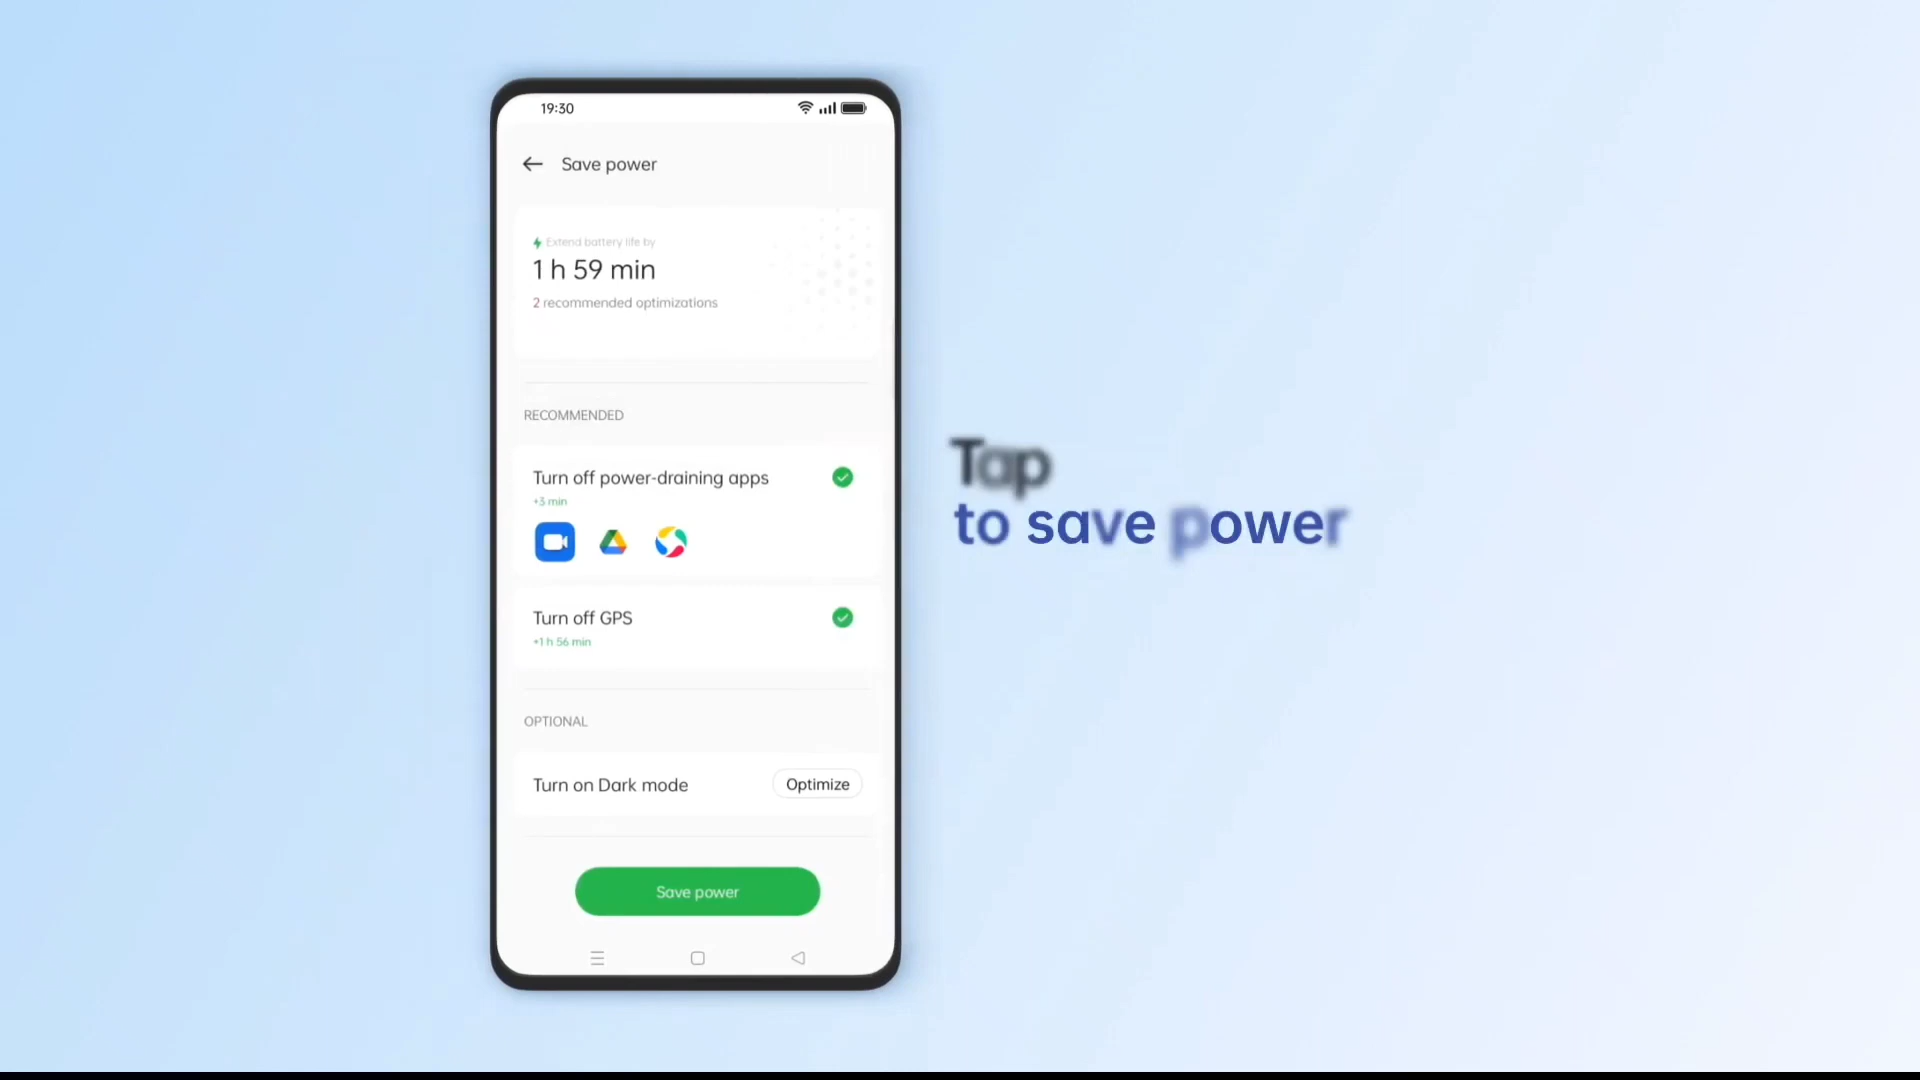 19:30
Save power
Extend battery life by
1 h 59 min
2 recommended optimizations
RECOMMENDED
Turn off power-draining apps
+3 min
Turn off GPS
+1 h 56 min
OPTIONAL
Turn on Dark mode
Optimize
Save power
Tap
to save power